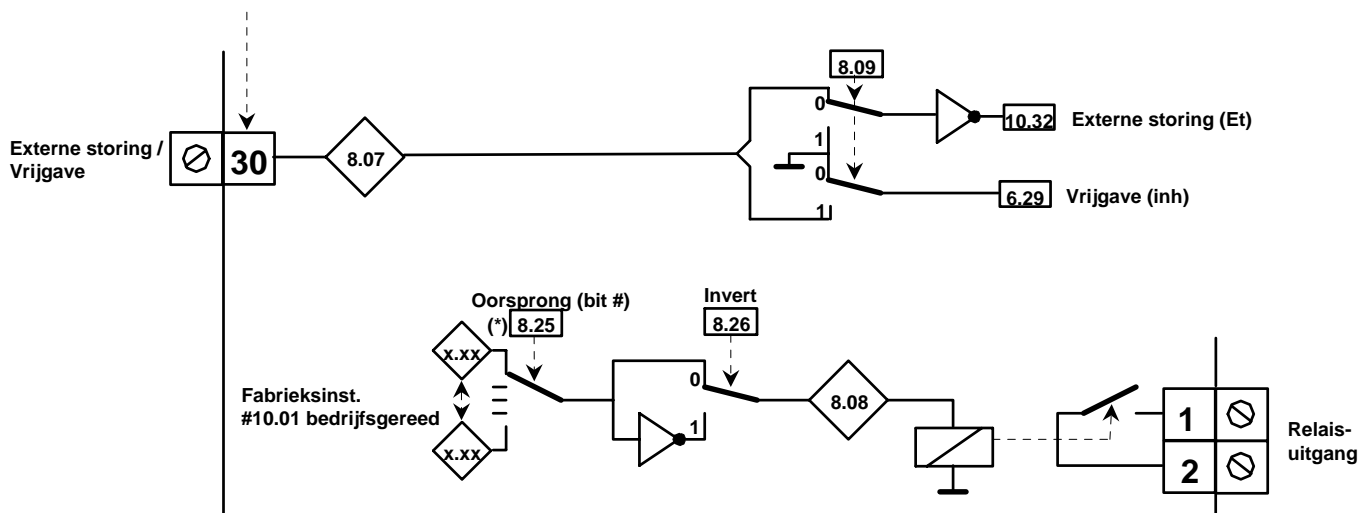 8.09
0
10.32 Externe storing (Et)
Externe storing /
Vrijgave
30
8.07
1
0
1
6.29 Vrijgave (inh)
Oorsprong (bit #)
(*) 8.25
Invert
8.26
x.xx
Fabrieksinst.
#10.01 bedrijfsgereed
x.xx
0
1
8.08
1
2
Relais-
uitgang